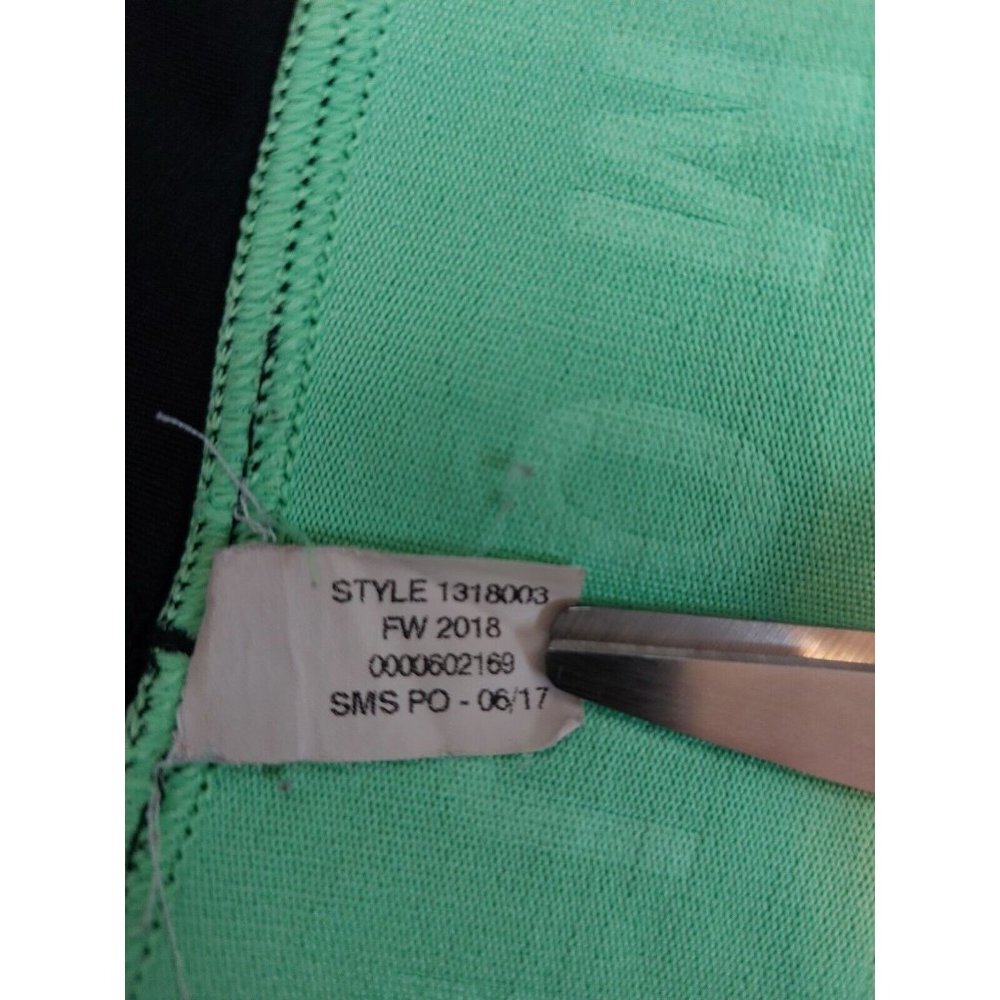 STYLE 1318003
FW 2018
0000602169
SMS PO - 06/17